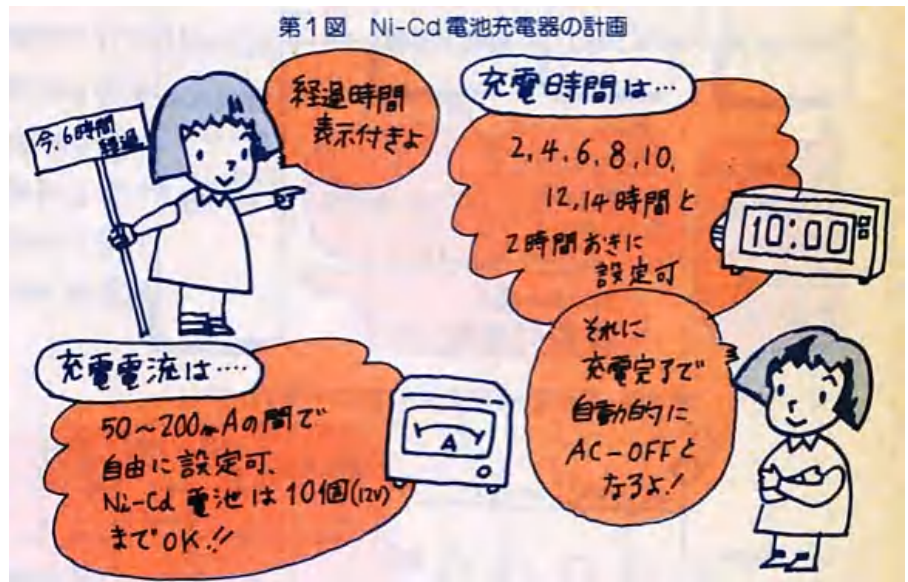 第1図 Ni-Cd電池充電器の計画
今、6時間
経過
経過時間
表示付きよ
充電時間は…
2,4,6,8,10,
12,14時間と
2時間おきに
設定可
10:00
それに
充電完了で
自動的に
AC-OFFと
なるよ!
充電電流は‥‥
50~200mAの間で
自由に設定可、
Ni-Cd 電池は10個(12V)
までOK!!
A